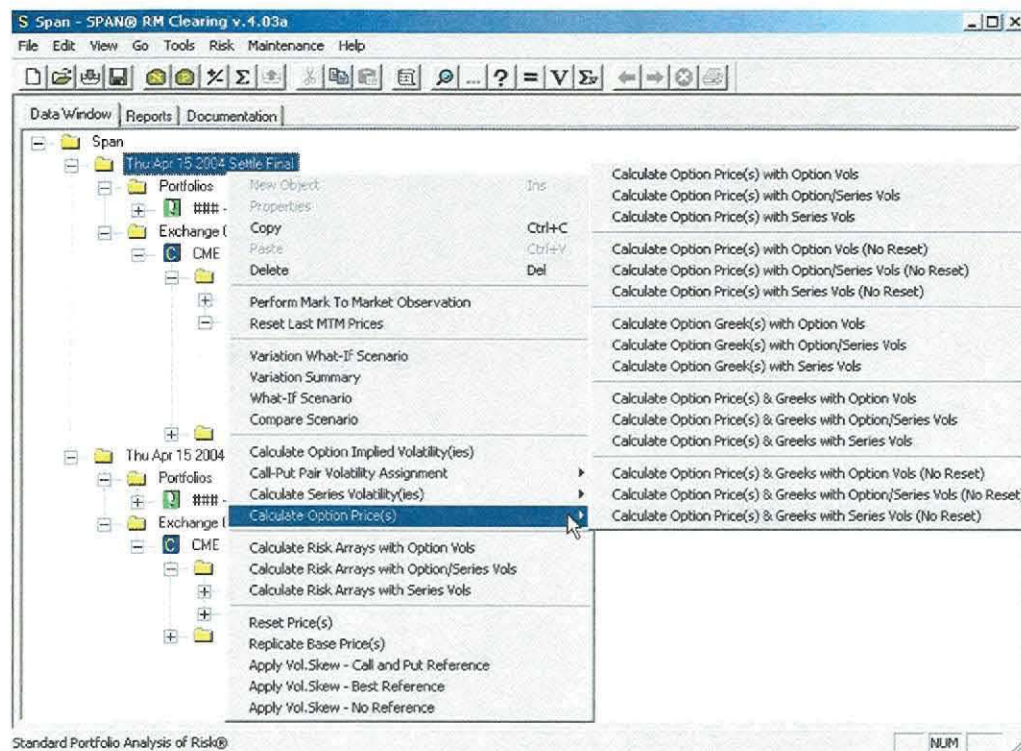 Span - SPAN® RM Clearing v.4.03a
File Edit View Go Tools Risk Maintenance Help
Data Window Reports Documentation
Span
Thu Apr 15 2004 Settle Final
Portfolios
### -
Exchange
CME
Thu Apr 15 2004
Portfolios
### -
Exchange
CME
New Object Ins
Properties
Copy Ctrl+C
Paste Ctrl+V
Delete Del
Perform Mark To Market Observation
Reset Last MTM Prices
Variation What-If Scenario
Variation Summary
What-If Scenario
Compare Scenario
Calculate Option Implied Volatility(ies)
Call-Put Pair Volatility Assignment
Calculate Series Volatility(ies)
Calculate Option Price(s)
Calculate Risk Arrays with Option Vols
Calculate Risk Arrays with Option/Series Vols
Calculate Risk Arrays with Series Vols
Reset Price(s)
Replicate Base Price(s)
Apply Vol.Skew - Call and Put Reference
Apply Vol.Skew - Best Reference
Apply Vol.Skew - No Reference
Calculate Option Price(s) with Option Vols
Calculate Option Price(s) with Option/Series Vols
Calculate Option Price(s) with Series Vols
Calculate Option Price(s) with Option Vols (No Reset)
Calculate Option Price(s) with Option/Series Vols (No Reset)
Calculate Option Price(s) with Series Vols (No Reset)
Calculate Option Greek(s) with Option Vols
Calculate Option Greek(s) with Option/Series Vols
Calculate Option Greek(s) with Series Vols
Calculate Option Price(s) & Greeks with Option Vols
Calculate Option Price(s) & Greeks with Option/Series Vols
Calculate Option Price(s) & Greeks with Series Vols
Calculate Option Price(s) & Greeks with Option Vols (No Reset)
Calculate Option Price(s) & Greeks with Option/Series Vols (No Reset
Calculate Option Price(s) & Greeks with Series Vols (No Reset)
Standard Portfolio Analysis of Risk® NUM